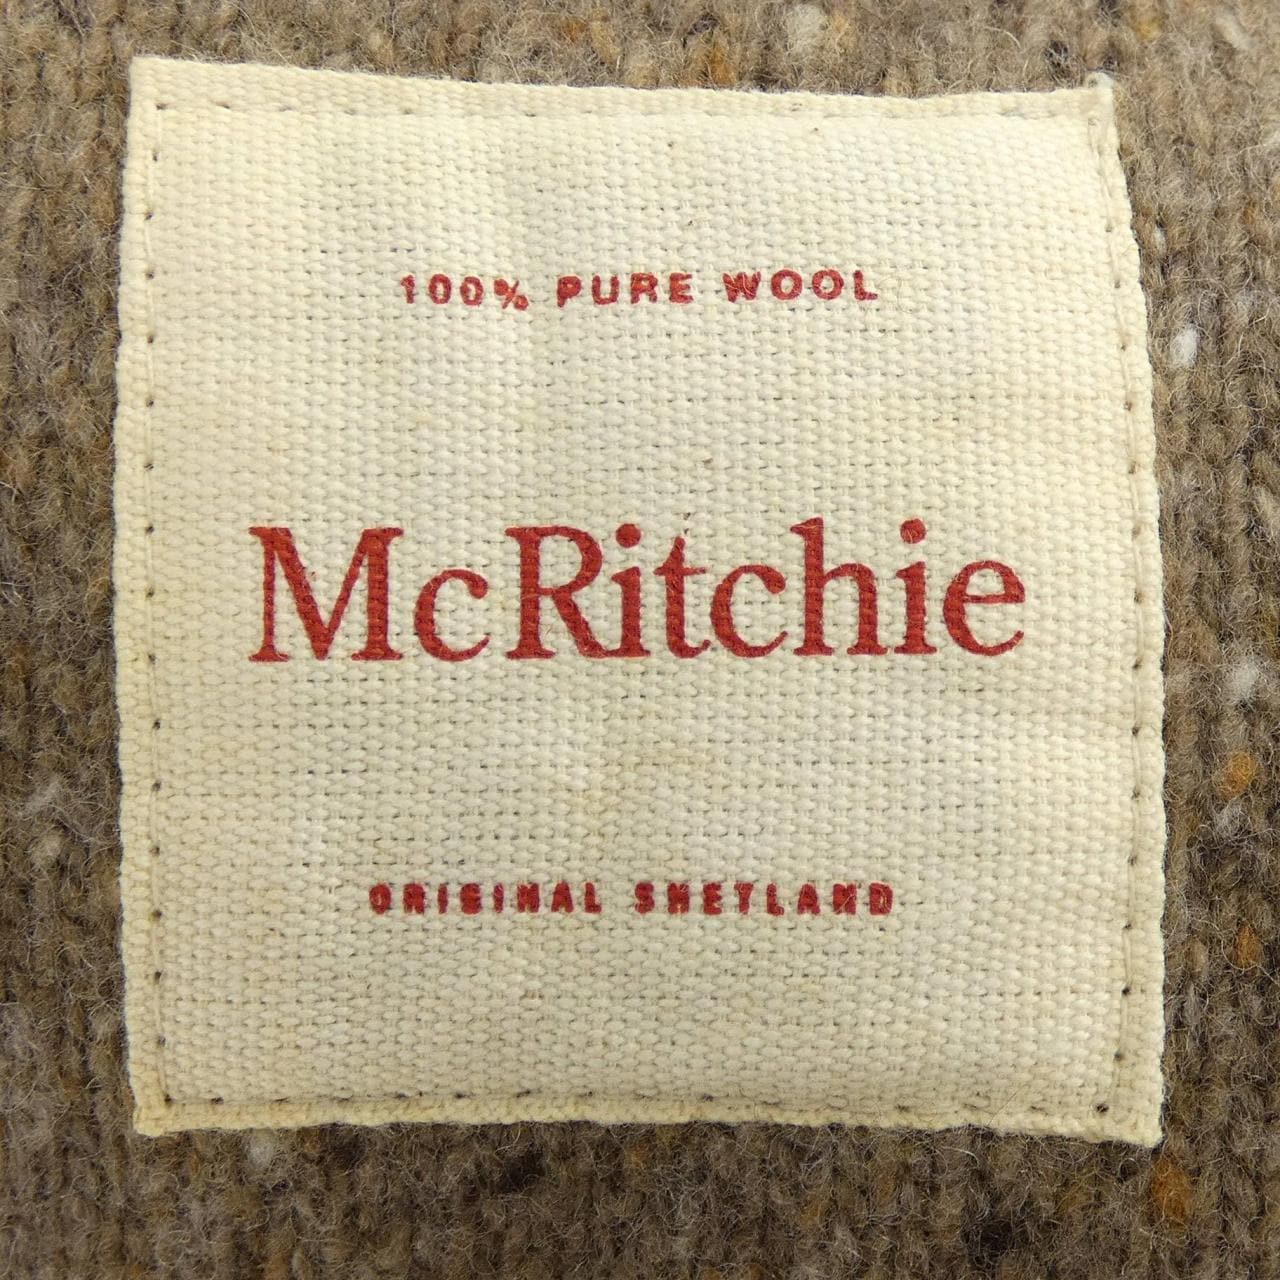 100% PURE WOOL
McRitchie
ORIGINAL SHETLAND